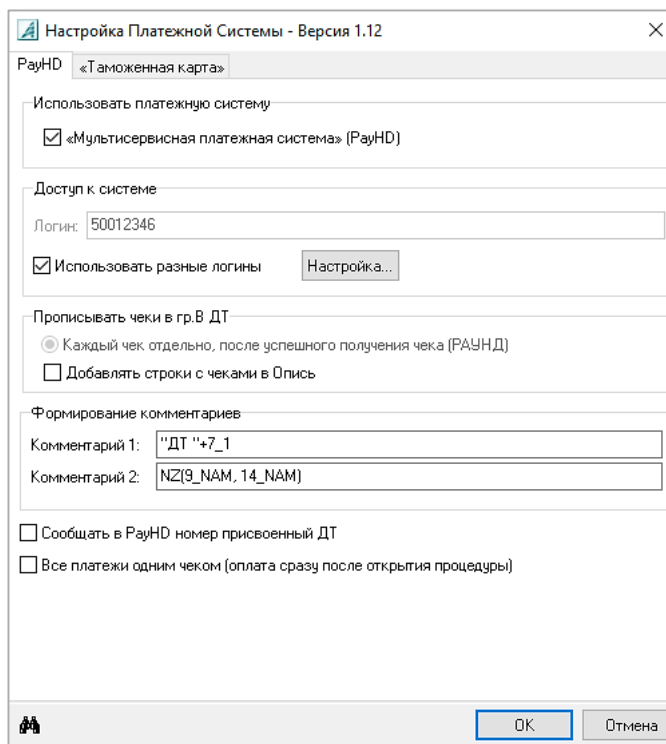 Настройка Платежной Системы - Версия 1.12
PayHD «Таможенная карта»
Использовать платежную систему
«Мультисервисная платежная система» (PayHD)
Доступ к системе
Логин: 50012346
Использовать разные логины Настройка...
Прописывать чеки в гр.В ДТ
Каждый чек отдельно, после успешного получения чека (РАУНД)
Добавлять строки с чеками в Опись
Формирование комментариев
Комментарий 1: "ДТ "+7_1
Комментарий 2: NZ(9_NAM, 14_NAM)
Сообщать в PayHD номер присвоенный ДТ
Все платежи одним чеком (оплата сразу после открытия процедуры)
OK Отмена